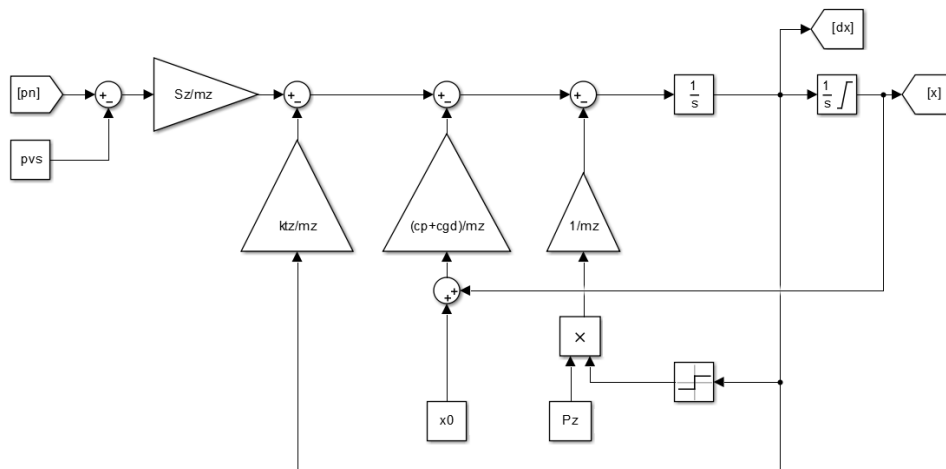 [dx]
[pn]
Sz/mz
1
s
1
s
[x]
pvs
ktz/mz
(cp+cgd)/mz
1/mz
×
x0
Pz